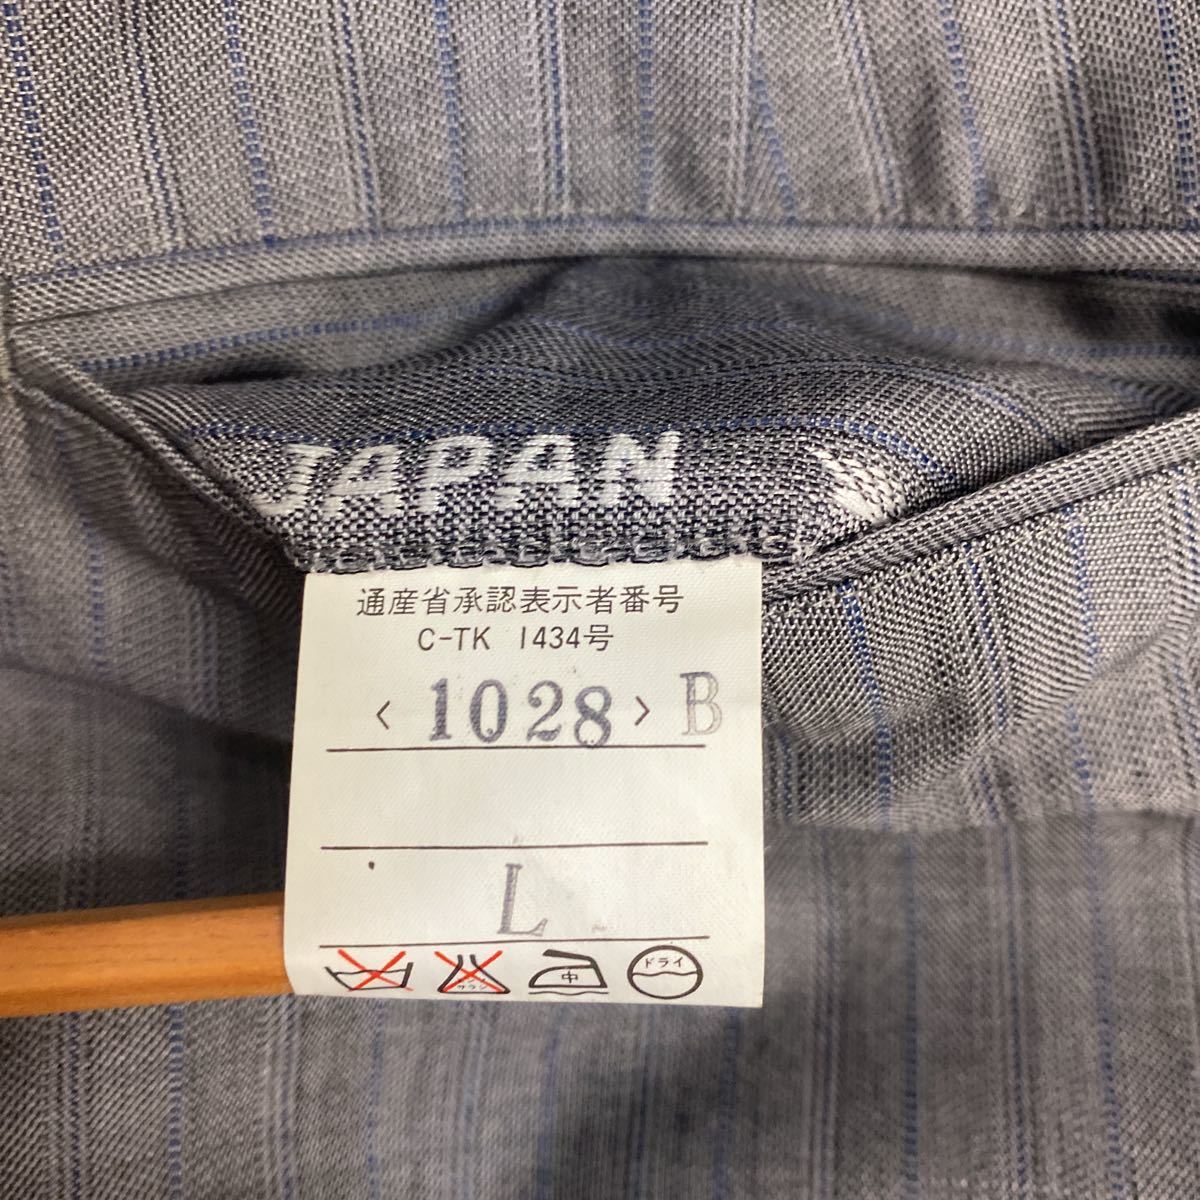 JAPAN
通産省承認表示者番号
C-TK 1434号
〈1028〉B
L
中
ドライ